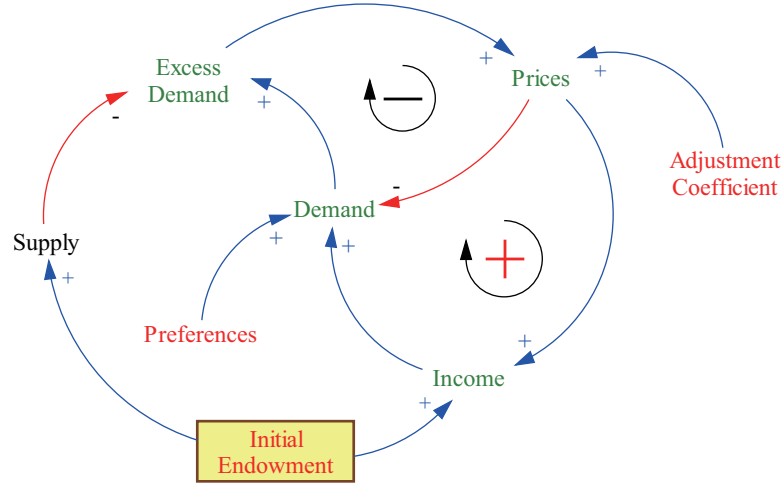 Excess
Demand
Prices
+
+
+
-
-
Adjustment
Coefficient
Demand
Supply
+
+
+
+
Preferences
+
Income
+
Initial
Endowment